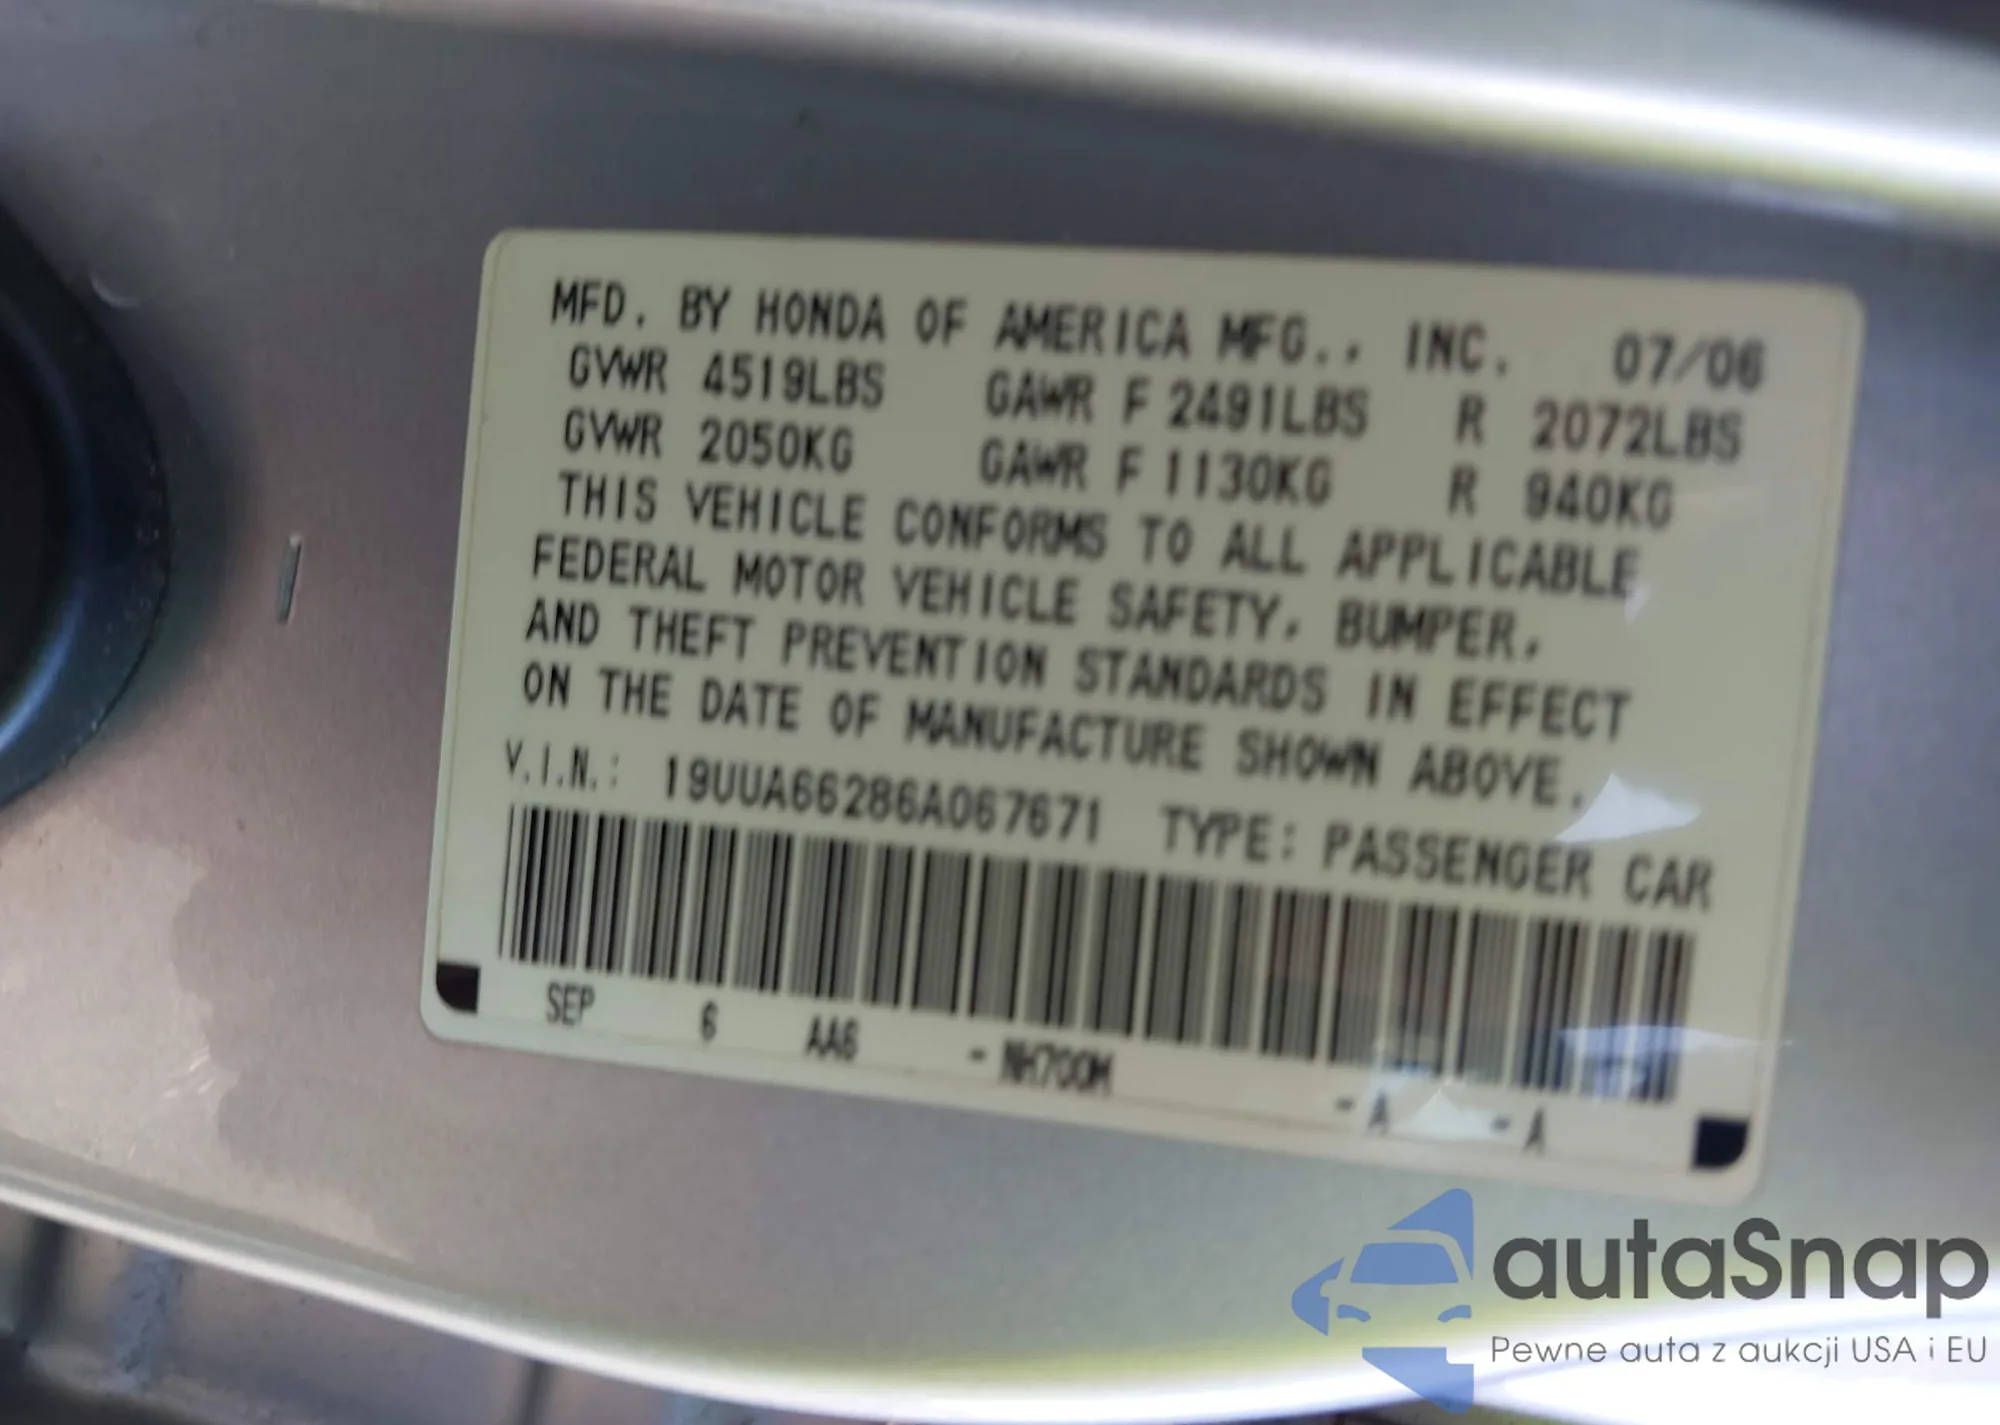 MFD. BY HONDA OF AMERICA MFG., INC. 07/06
GVWR 4519LBS GAWR F 2491LBS R 2072LBS
GVWR 2050KG GAWR F 1130KG R 940KG
THIS VEHICLE CONFORMS TO ALL APPLICABLE
FEDERAL MOTOR VEHICLE SAFETY, BUMPER,
AND THEFT PREVENTION STANDARDS IN EFFECT
ON THE DATE OF MANUFACTURE SHOWN ABOVE.
V.I.N.: 19UUA66286A067671 TYPE: PASSENGER CAR
SEP 6 AA6 -NH700M -A -A
autaSnap
Pewne auta z aukcji USA i EU